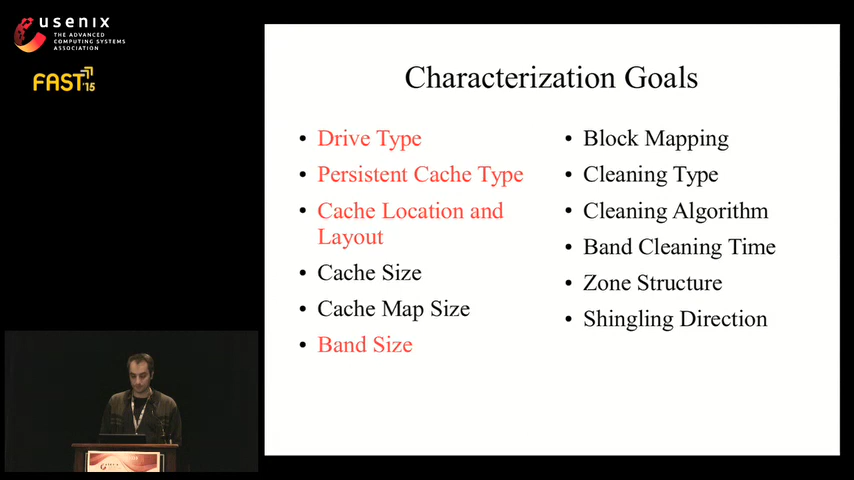 usenix
THE ADVANCED
COMPUTING SYSTEMS
ASSOCIATION
FAST '15
Characterization Goals
• Drive Type
• Persistent Cache Type
• Cache Location and
Layout
• Cache Size
• Cache Map Size
• Band Size
• Block Mapping
• Cleaning Type
• Cleaning Algorithm
• Band Cleaning Time
• Zone Structure
• Shingling Direction